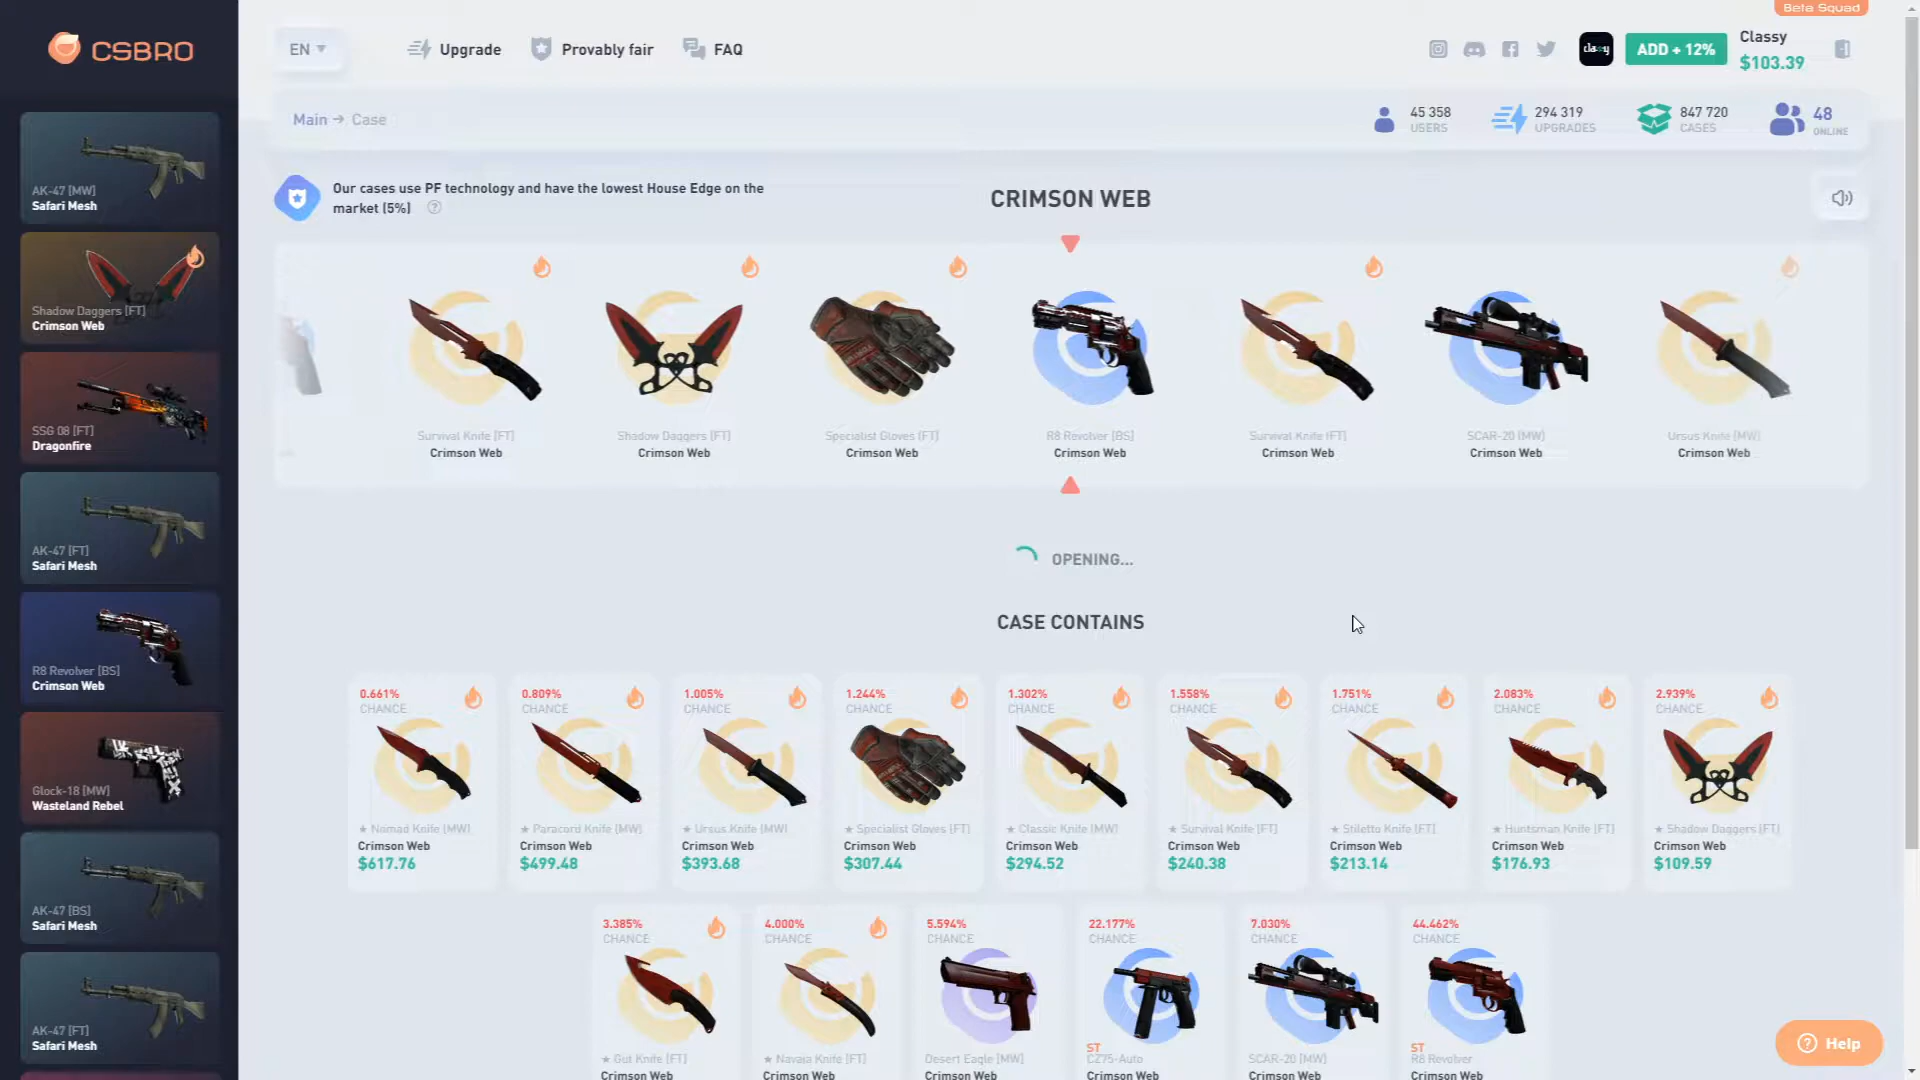 Beta Squad
CSBRO
EN
Upgrade
Provably fair
FAQ
classy
ADD + 12%
Classy
$103.39
Main → Case
45 358
USERS
294 319
UPGRADES
847 720
CASES
48
ONLINE
Our cases use PF technology and have the lowest House Edge on the
market (5%)
CRIMSON WEB
AK-47 [MW]
Safari Mesh
Shadow Daggers [FT]
Crimson Web
SSG 08 [FT]
Dragonfire
AK-47 [FT]
Safari Mesh
R8 Revolver [BS]
Crimson Web
Glock-18 [MW]
Wasteland Rebel
AK-47 [BS]
Safari Mesh
AK-47 [FT]
Safari Mesh
Survival Knife [FT]
Crimson Web
Shadow Daggers [FT]
Crimson Web
Specialist Gloves [FT]
Crimson Web
R8 Revolver [BS]
Crimson Web
Survival Knife [FT]
Crimson Web
SCAR-20 [MW]
Crimson Web
Ursus Knife [MW]
Crimson Web
OPENING...
CASE CONTAINS
0.661%
CHANCE
★ Nomad Knife [MW]
Crimson Web
$617.76
0.809%
CHANCE
★ Paracord Knife [MW]
Crimson Web
$499.48
1.005%
CHANCE
★ Ursus Knife [MW]
Crimson Web
$393.68
1.244%
CHANCE
★ Specialist Gloves [FT]
Crimson Web
$307.44
1.302%
CHANCE
★ Classic Knife [MW]
Crimson Web
$294.52
1.558%
CHANCE
★ Survival Knife [FT]
Crimson Web
$240.38
1.751%
CHANCE
★ Stiletto Knife [FT]
Crimson Web
$213.14
2.083%
CHANCE
★ Huntsman Knife [FT]
Crimson Web
$176.93
2.939%
CHANCE
★ Shadow Daggers [FT]
Crimson Web
$109.59
3.385%
CHANCE
★ Gut Knife [FT]
Crimson Web
4.000%
CHANCE
★ Navaja Knife [FT]
Crimson Web
5.594%
CHANCE
Desert Eagle [MW]
Crimson Web
22.177%
CHANCE
ST
CZ75-Auto
Crimson Web
7.030%
CHANCE
SCAR-20 [MW]
Crimson Web
44.462%
CHANCE
ST
R8 Revolver
Crimson Web
Help